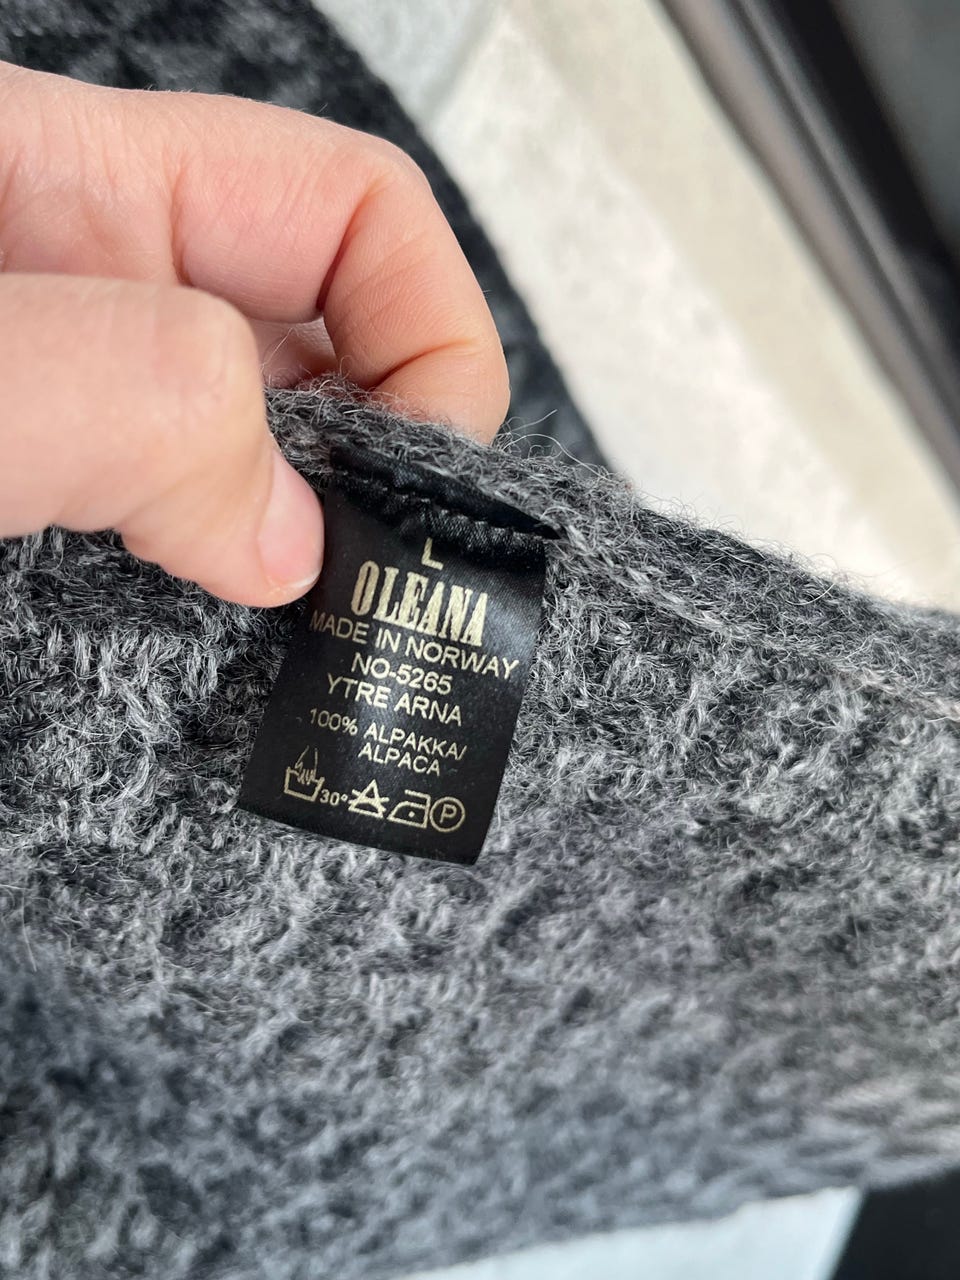 L
OLEANA
MADE IN NORWAY
NO-5265
YTRE ARNA
100% ALPAKKA/
ALPACA
30° P